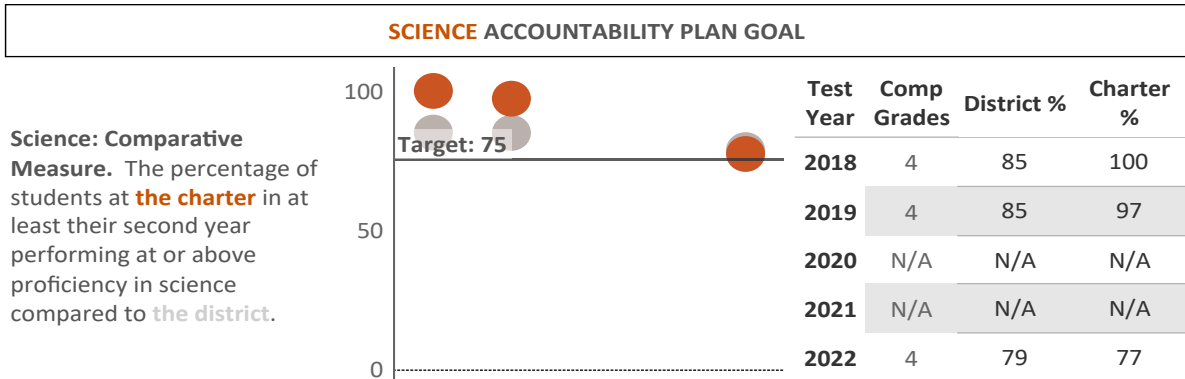 SCIENCE ACCOUNTABILITY PLAN GOAL
Science: Comparative
Measure. The percentage of
students at the charter in at
least their second year
performing at or above
proficiency in science
compared to the district.
100
Target: 75
50
0
Test Year Comp Grades District % Charter %
2018 4 85 100
2019 4 85 97
2020 N/A N/A N/A
2021 N/A N/A N/A
2022 4 79 77